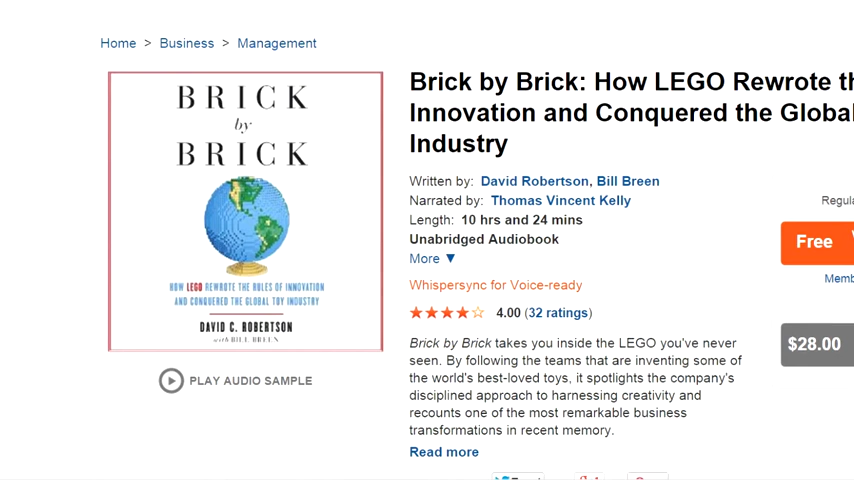 Home > Business > Management
BRICK
by
BRICK
HOW LEGO REWROTE THE RULES OF INNOVATION
AND CONQUERED THE GLOBAL TOY INDUSTRY
DAVID C. ROBERTSON
with BILL BREEN
PLAY AUDIO SAMPLE
Brick by Brick: How LEGO Rewrote th
Innovation and Conquered the Global
Industry
Written by: David Robertson, Bill Breen
Narrated by: Thomas Vincent Kelly
Length: 10 hrs and 24 mins
Unabridged Audiobook
More ▼
Whispersync for Voice-ready
4.00 (32 ratings)
Brick by Brick takes you inside the LEGO you've never
seen. By following the teams that are inventing some of
the world's best-loved toys, it spotlights the company's
disciplined approach to harnessing creativity and
recounts one of the most remarkable business
transformations in recent memory.
Read more
Regula
Free
Memb
$28.00